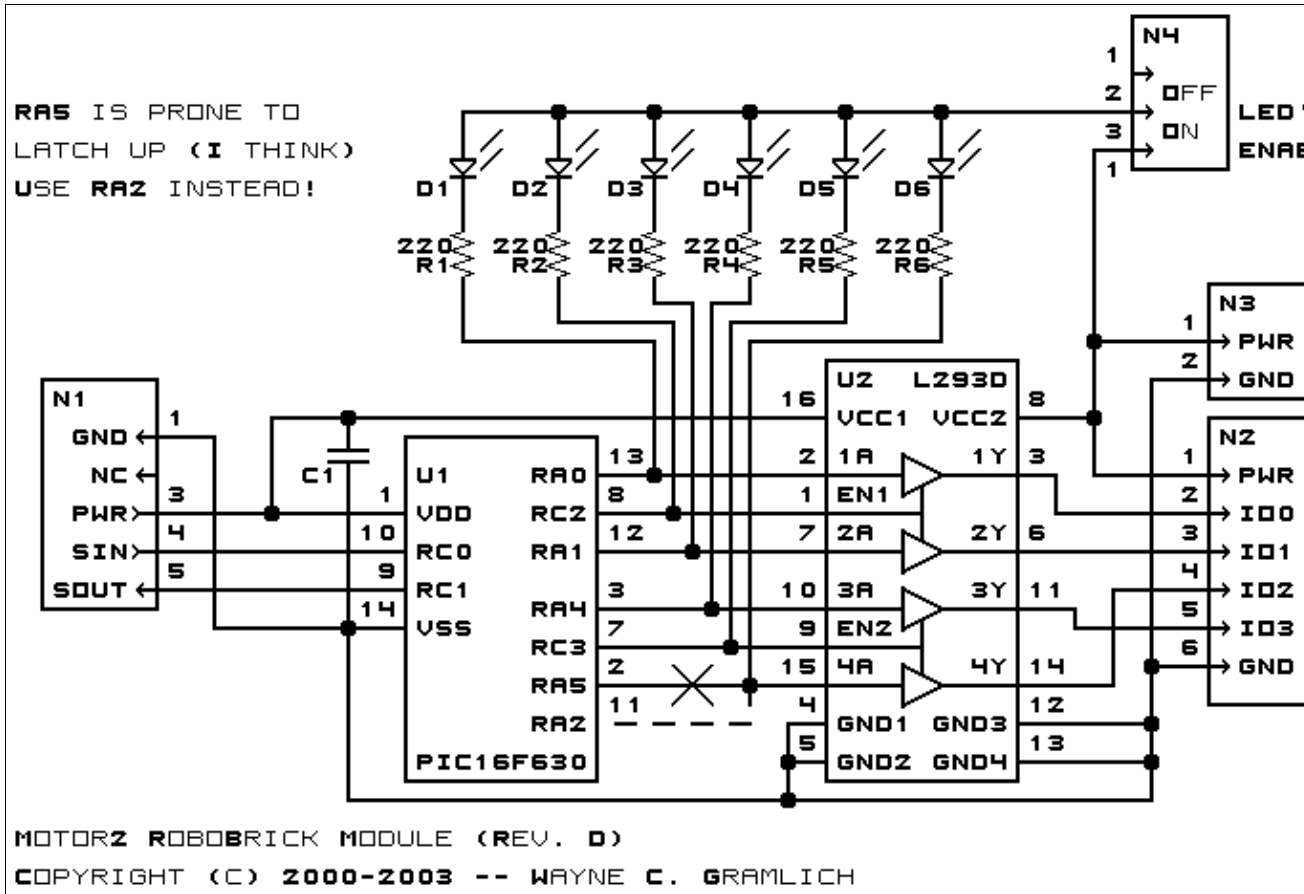 RA5 IS PRONE TO
LATCH UP (I THINK)
USE RA2 INSTEAD!
N4
1
2 OFF
3 ON
1
LED
D1 D2 D3 D4 D5 D6
220 220 220 220 220 220
R1 R2 R3 R4 R5 R6
N3
1 PWR
2 GND
N1
1 GND
NC
3 PWR
4 SIN
5 SOUT
C1
U1
1 VDD
10 RC0
9 RC1
14 VSS
RA0 13
RC2 8
RA1 12
RA4 3
RC3 7
RA5 2
RA2 11
PIC16F630
U2 L293D
16 VCC1 VCC2 8
2 1A 1Y 3
1 EN1
7 2A 2Y 6
10 3A 3Y 11
9 EN2
15 4A 4Y 14
4 GND1 GND3 12
5 GND2 GND4 13
N2
1 PWR
2 IO0
3 IO1
4 IO2
5 IO3
6 GND
MOTOR2 ROBOBRICK MODULE (REV. D)
COPYRIGHT (C) 2000-2003 -- WAYNE C. GRAMLICH